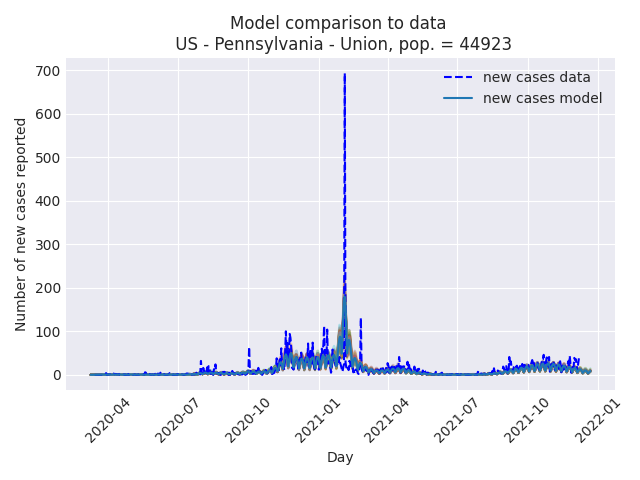 Model comparison to data
US - Pennsylvania - Union, pop. = 44923
new cases data
new cases model
Number of new cases reported
700
600
500
400
300
200
100
0
2020-04
2020-07
2020-10
2021-01
2021-04
2021-07
2021-10
2022-01
Day